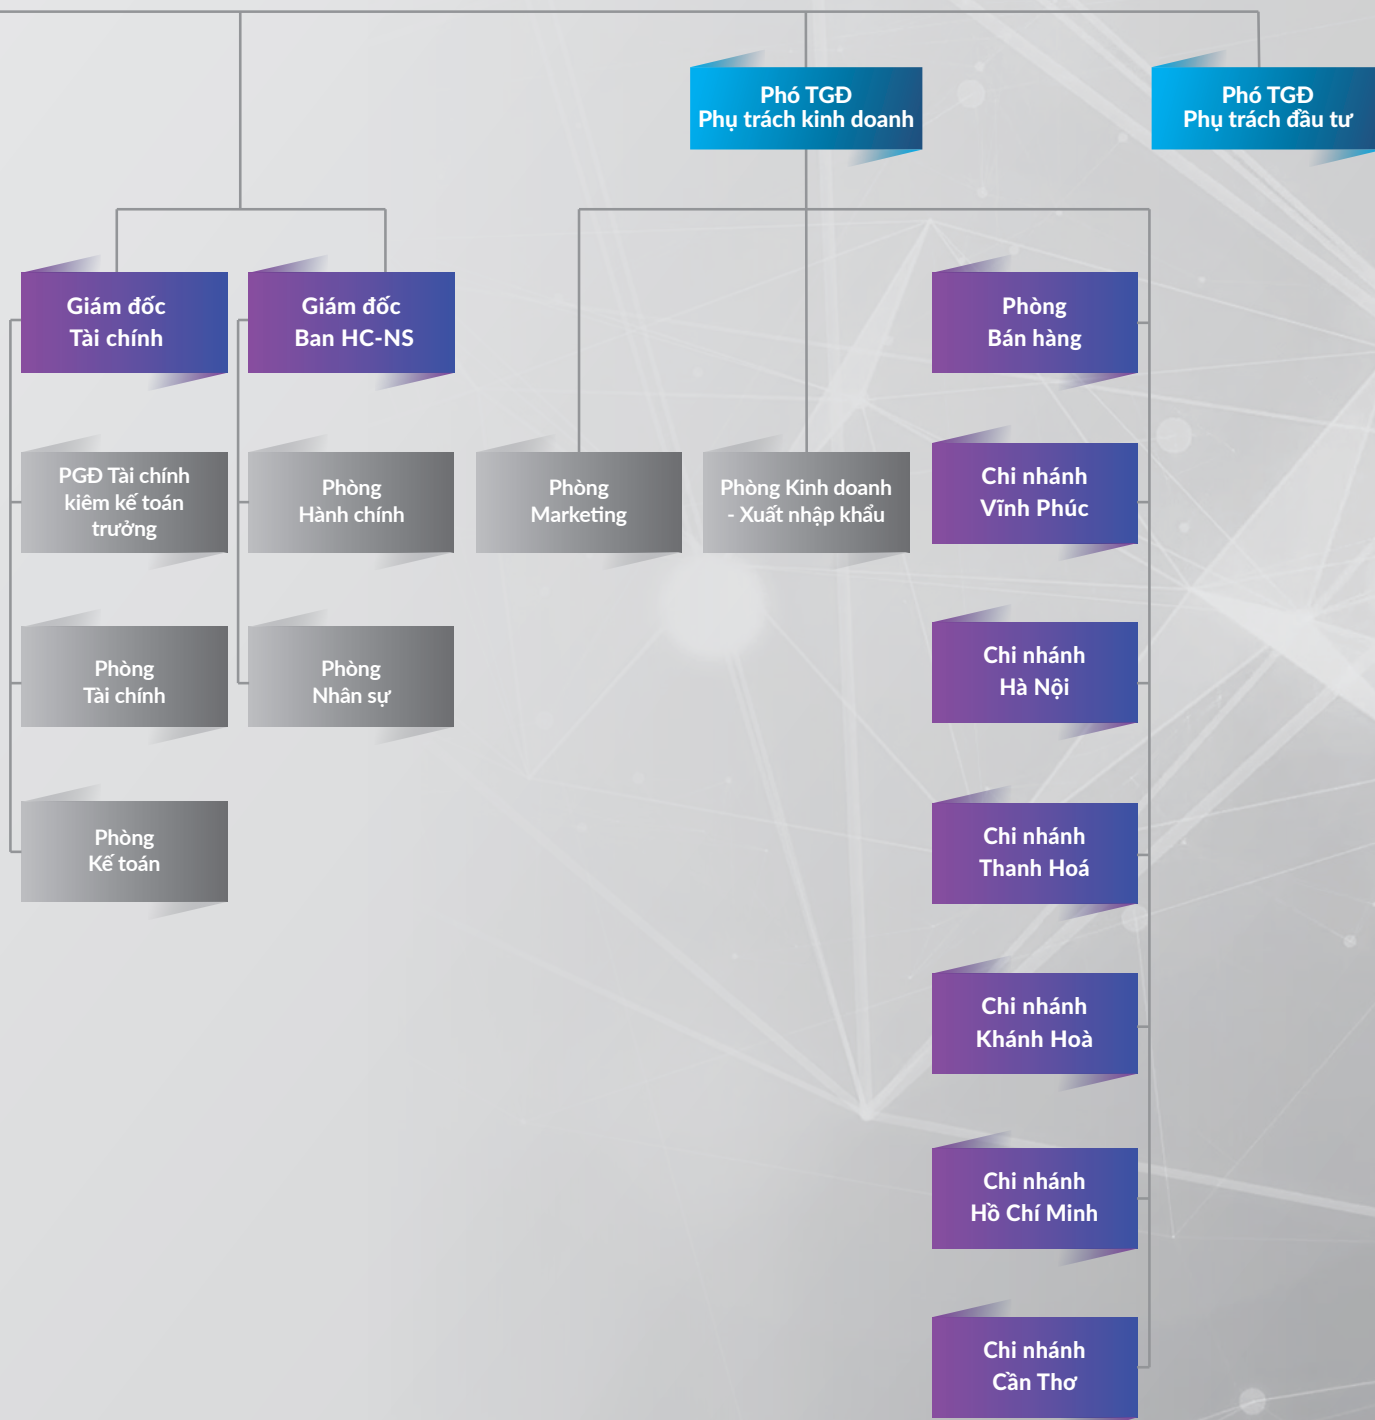 Phó TGĐ
Phụ trách kinh doanh
Phó TGĐ
Phụ trách đầu tư
Giám đốc
Tài chính
Giám đốc
Ban HC-NS
Phòng
Bán hàng
PGĐ Tài chính
kiêm kế toán
trưởng
Phòng
Hành chính
Phòng
Marketing
Phòng Kinh doanh
- Xuất nhập khẩu
Chi nhánh
Vĩnh Phúc
Phòng
Tài chính
Phòng
Nhân sự
Chi nhánh
Hà Nội
Phòng
Kế toán
Chi nhánh
Thanh Hoá
Chi nhánh
Khánh Hoà
Chi nhánh
Hồ Chí Minh
Chi nhánh
Cần Thơ